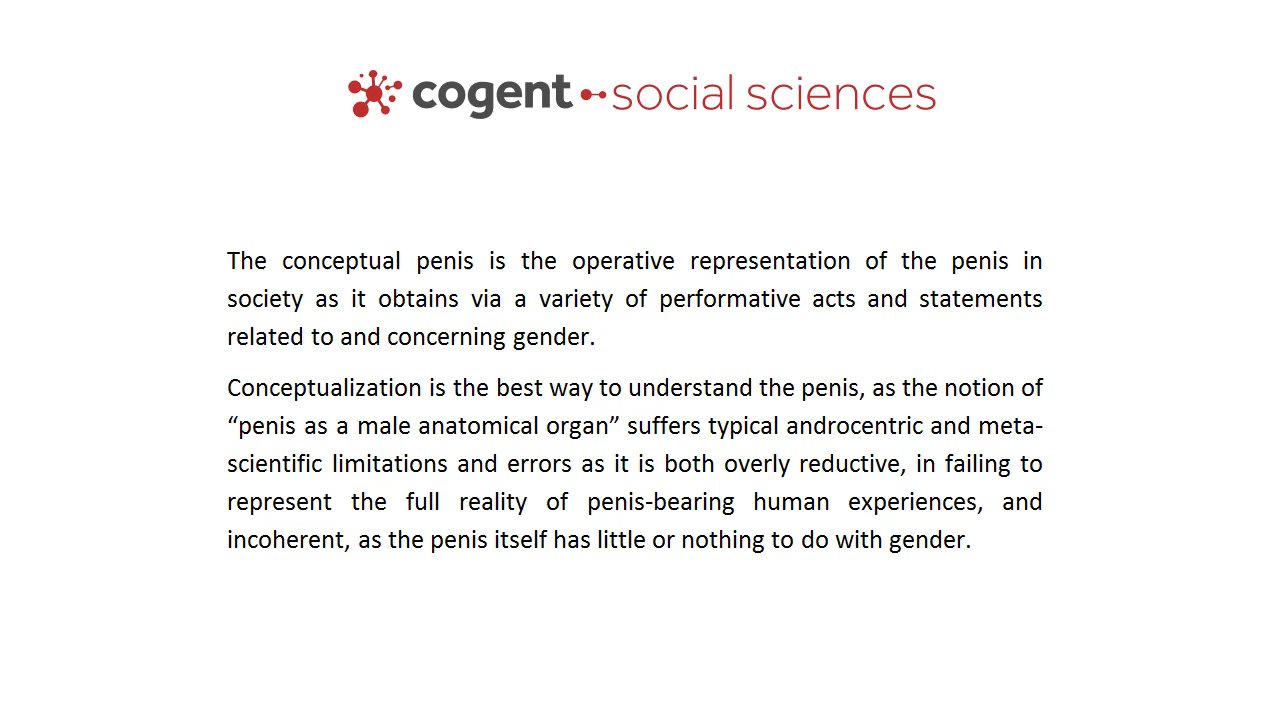 cogent social sciences
The conceptual penis is the operative representation of the penis in
society as it obtains via a variety of performative acts and statements
related to and concerning gender.
Conceptualization is the best way to understand the penis, as the notion of
“penis as a male anatomical organ” suffers typical androcentric and meta-
scientific limitations and errors as it is both overly reductive, in failing to
represent the full reality of penis-bearing human experiences, and
incoherent, as the penis itself has little or nothing to do with gender.